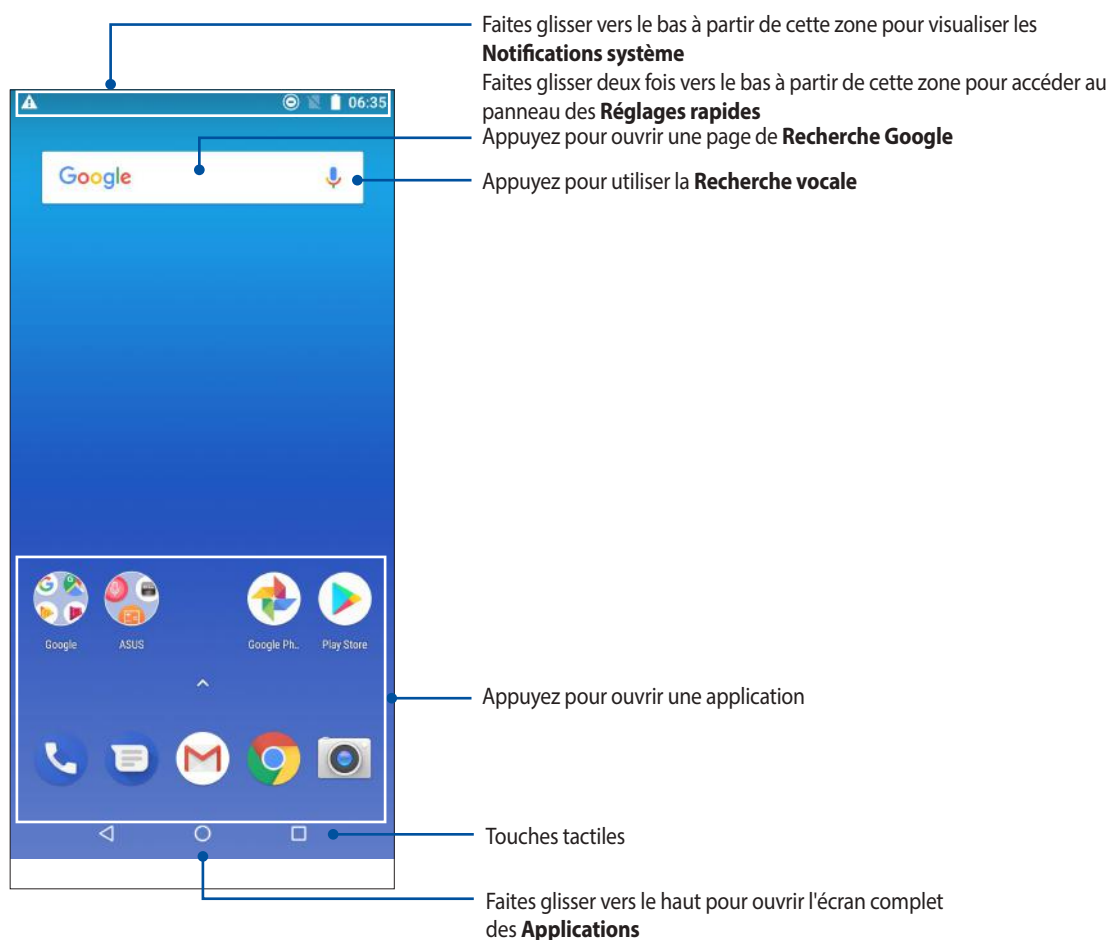 Faites glisser vers le bas à partir de cette zone pour visualiser les
Notifications système
Faites glisser deux fois vers le bas à partir de cette zone pour accéder au
panneau des Réglages rapides
06:35
Appuyez pour ouvrir une page de Recherche Google
Google
Appuyez pour utiliser la Recherche vocale
Google ASUS Google Ph.. Play Store
Appuyez pour ouvrir une application
Touches tactiles
Faites glisser vers le haut pour ouvrir l'écran complet
des Applications